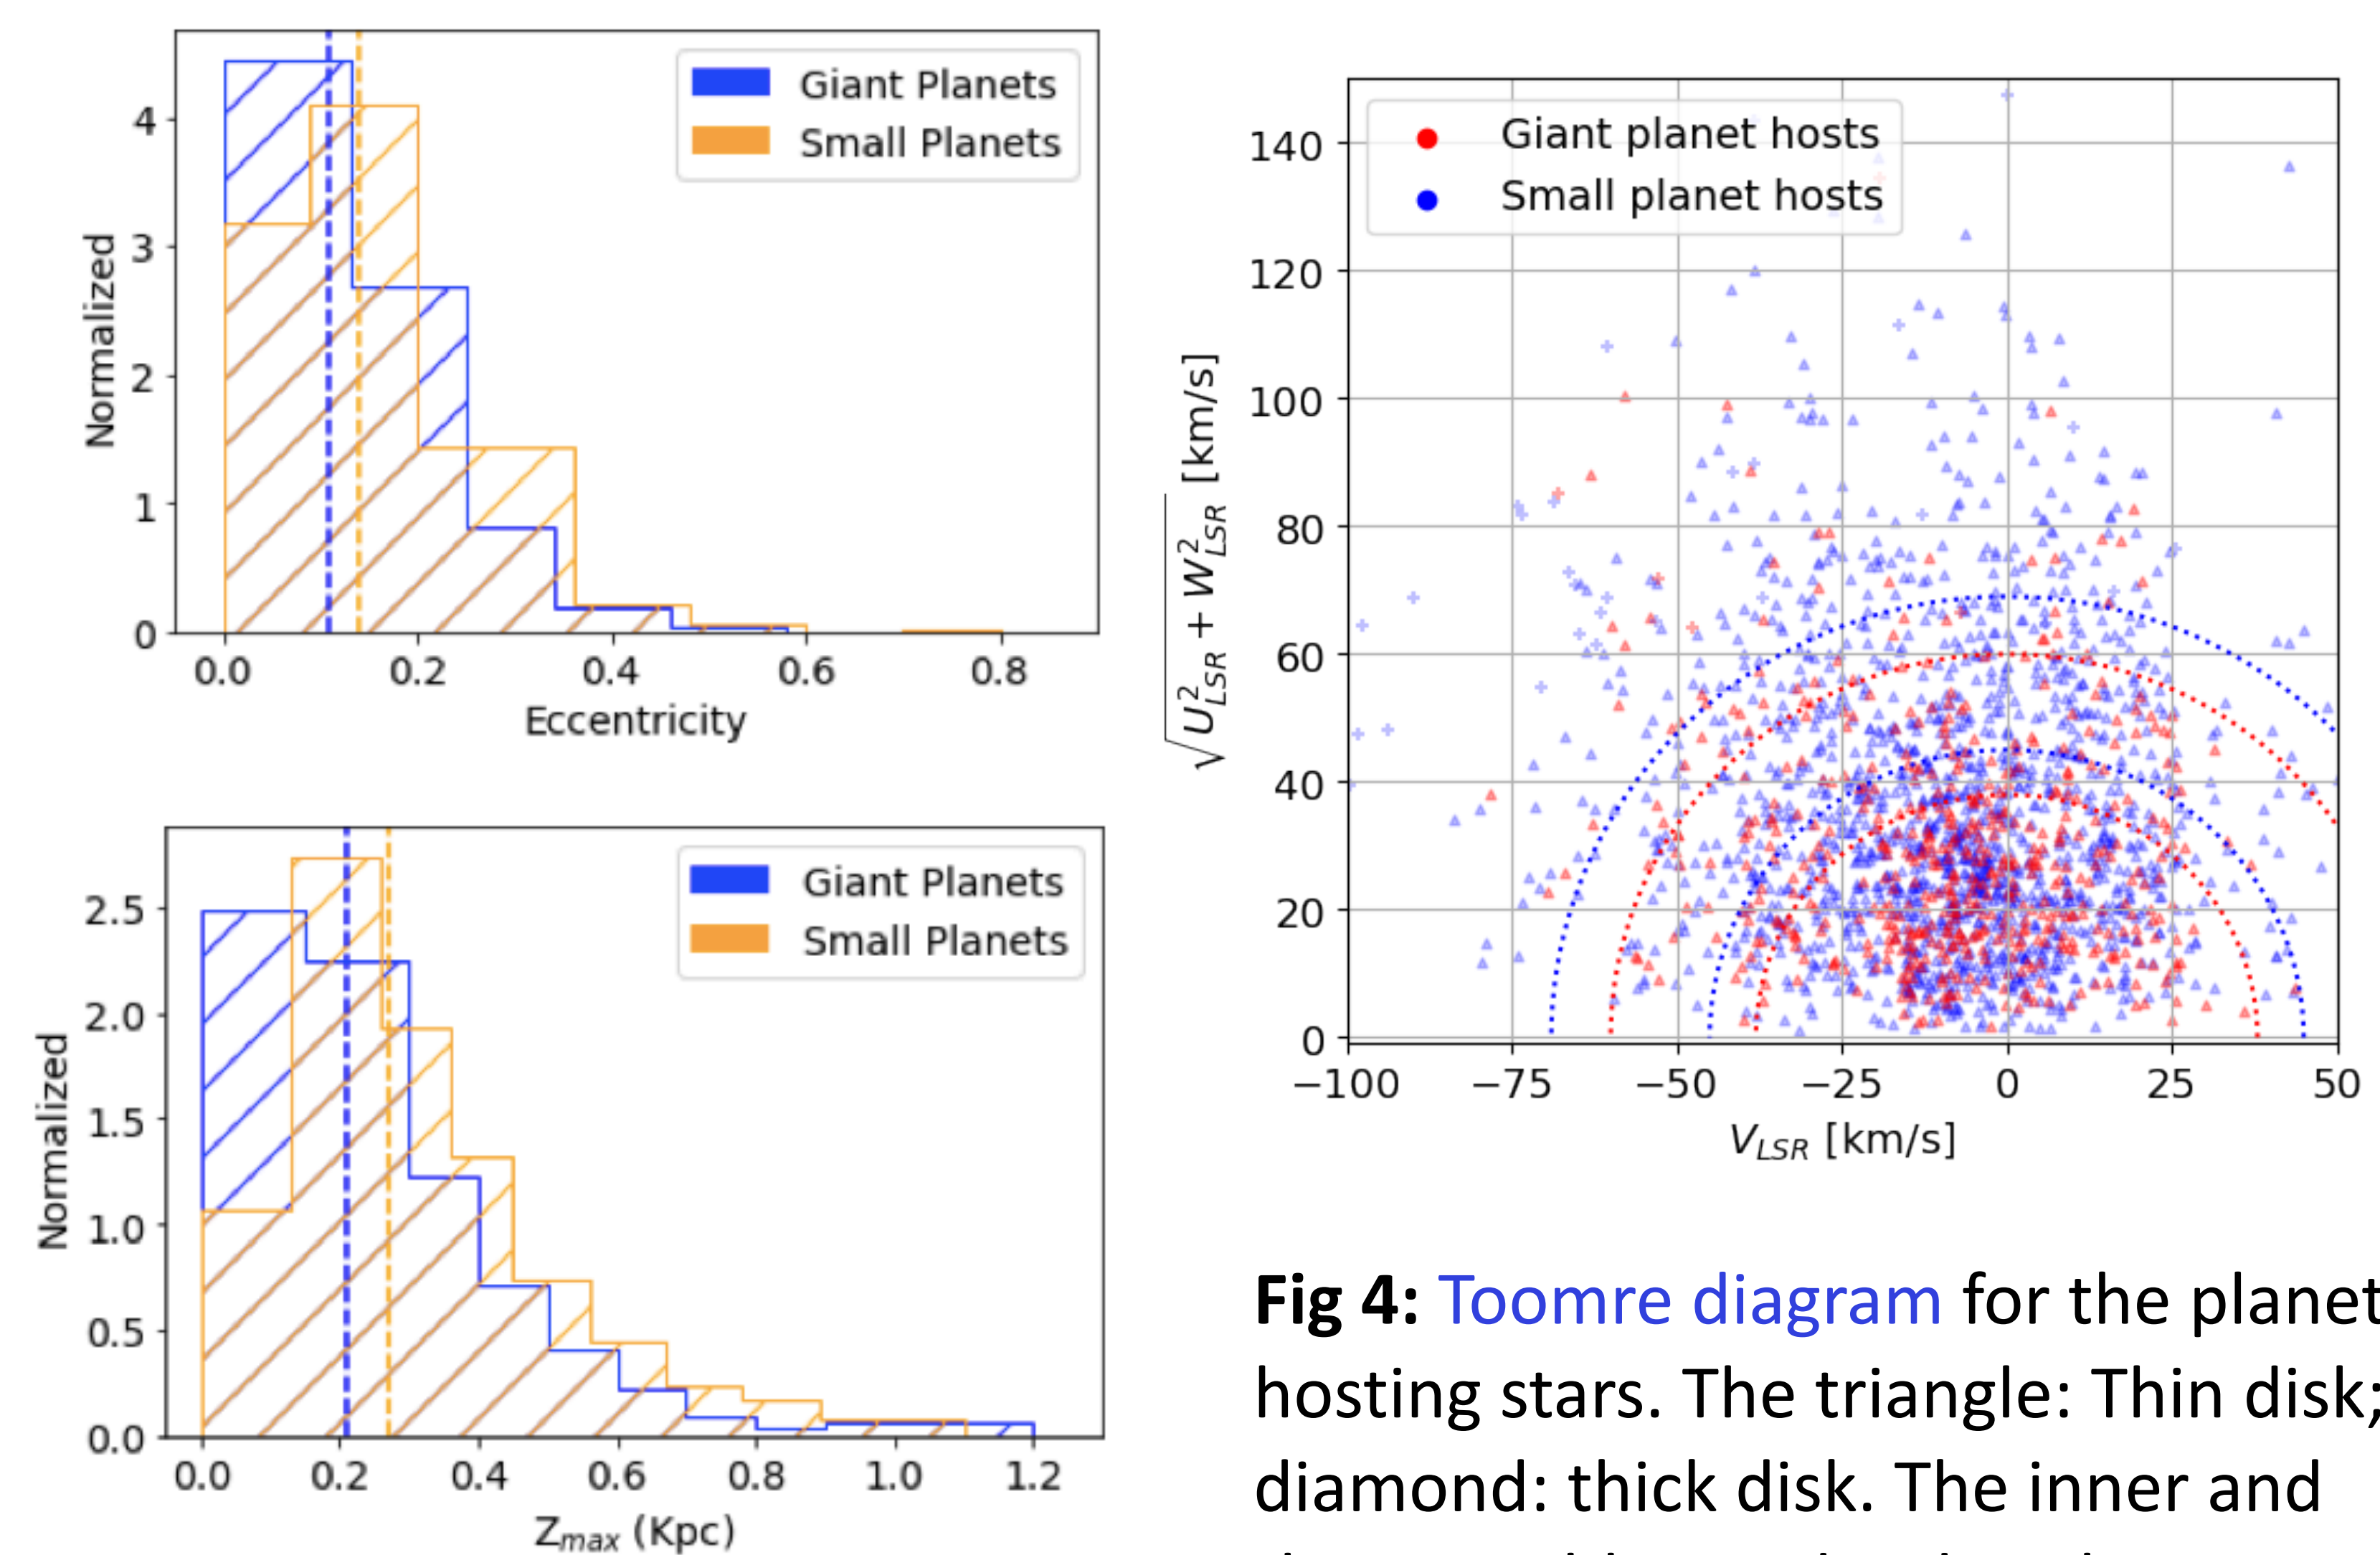 Giant Planets
Small Planets
Normalized
4
3
2
1
0
0.0 0.2 0.4 0.6 0.8
Eccentricity
Giant Planets
Small Planets
Normalized
2.5
2.0
1.5
1.0
0.5
0.0
0.0 0.2 0.4 0.6 0.8 1.0 1.2
Zmax (Kpc)
Giant planet hosts
Small planet hosts
√U²LSR + W²LSR [km/s]
140
120
100
80
60
40
20
0
−100 −75 −50 −25 0 25 50
VLSR [km/s]
Fig 4: Toomre diagram for the planet
hosting stars. The triangle: Thin disk;
diamond: thick disk. The inner and